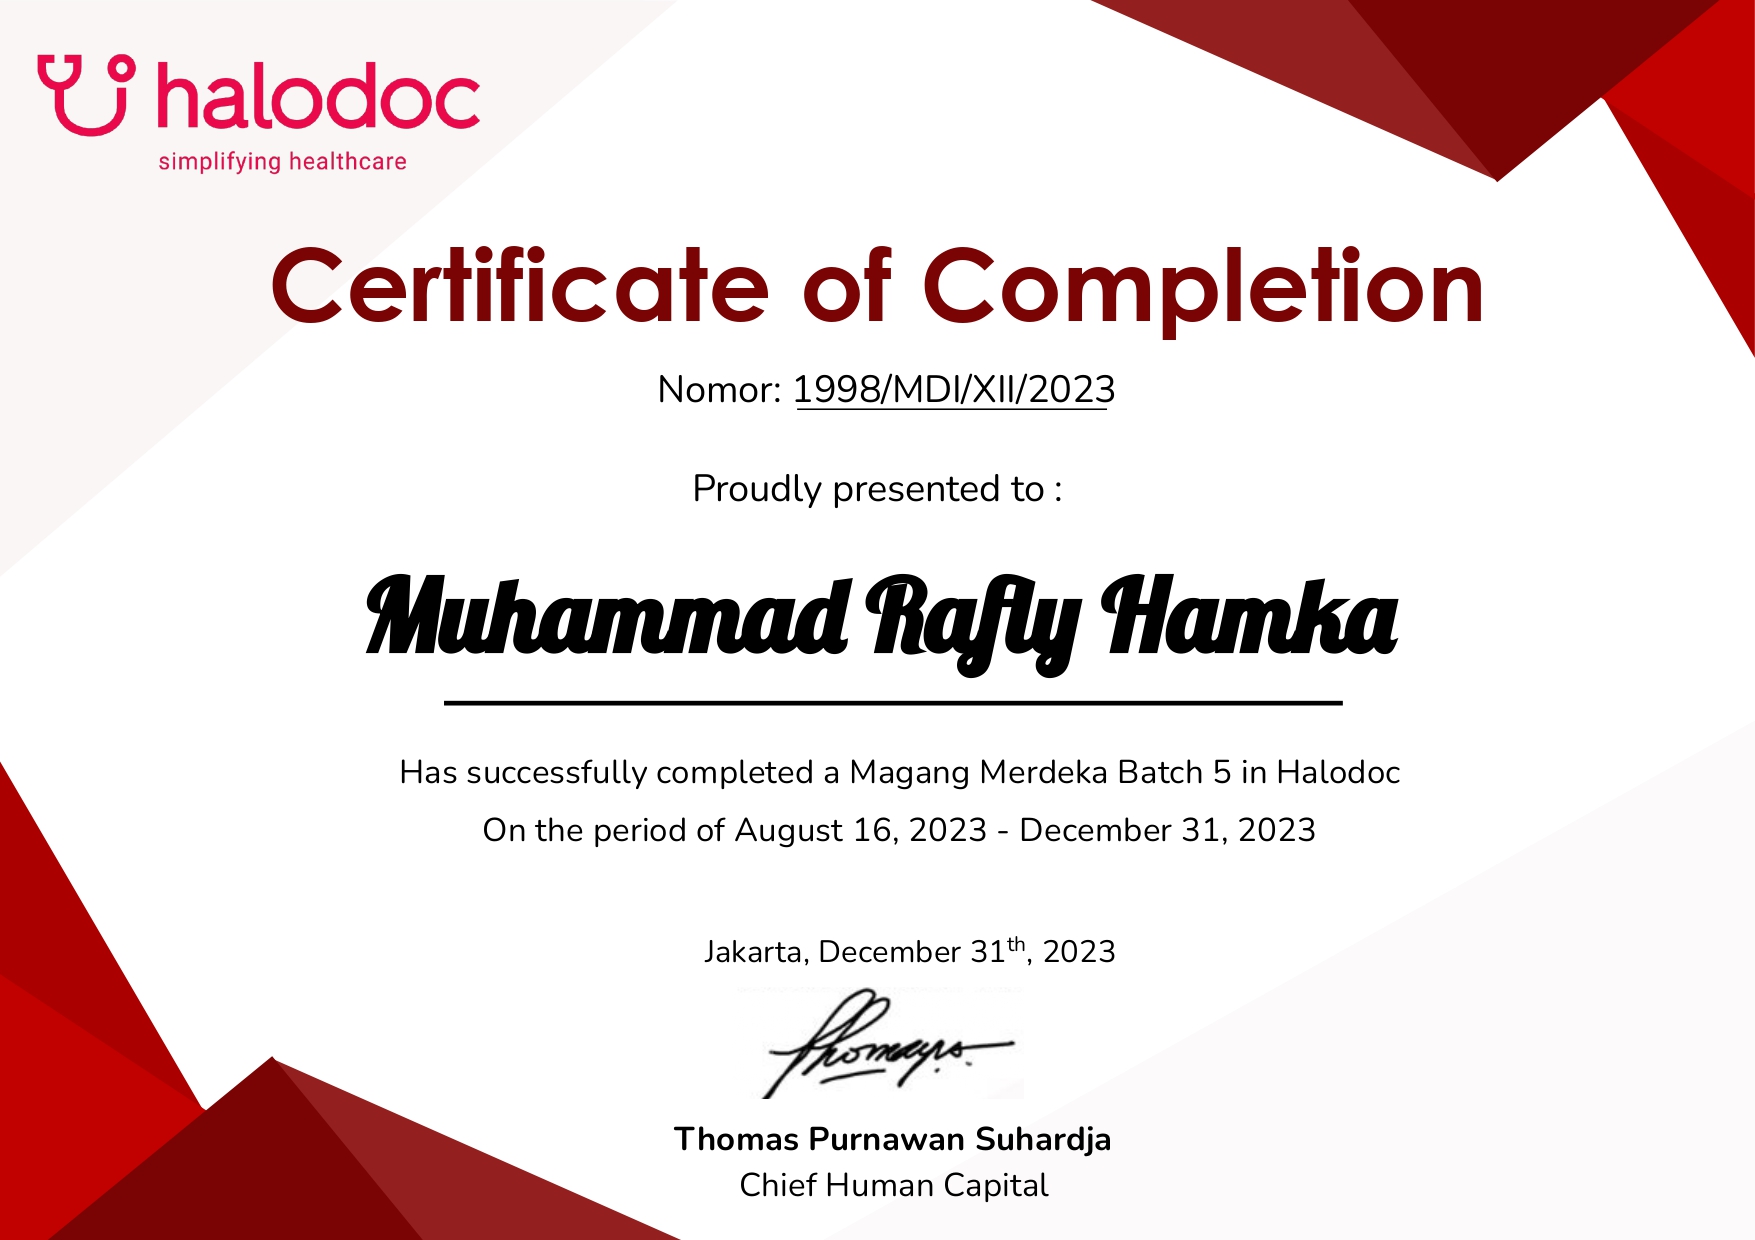 halodoc
simplifying healthcare
Certificate of Completion
Nomor: 1998/MDI/XII/2023
Proudly presented to :
Muhammad Rafly Hamka
Has successfully completed a Magang Merdeka Batch 5 in Halodoc
On the period of August 16, 2023 - December 31, 2023
Jakarta, December 31th, 2023
Thomas Purnawan Suhardja
Chief Human Capital